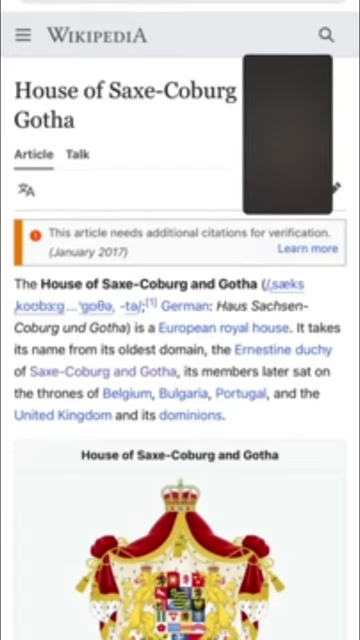 WIKIPEDIA
House of Saxe-Coburg
Gotha
Article Talk
This article needs additional citations for verification.
(January 2017) Learn more
The House of Saxe-Coburg and Gotha (/ˌsæks
ˌkoʊbɜːɡ ... ˈɡoʊθə, -tə/;[1] German: Haus Sachsen-
Coburg und Gotha) is a European royal house. It takes
its name from its oldest domain, the Ernestine duchy
of Saxe-Coburg and Gotha, its members later sat on
the thrones of Belgium, Bulgaria, Portugal, and the
United Kingdom and its dominions.
House of Saxe-Coburg and Gotha